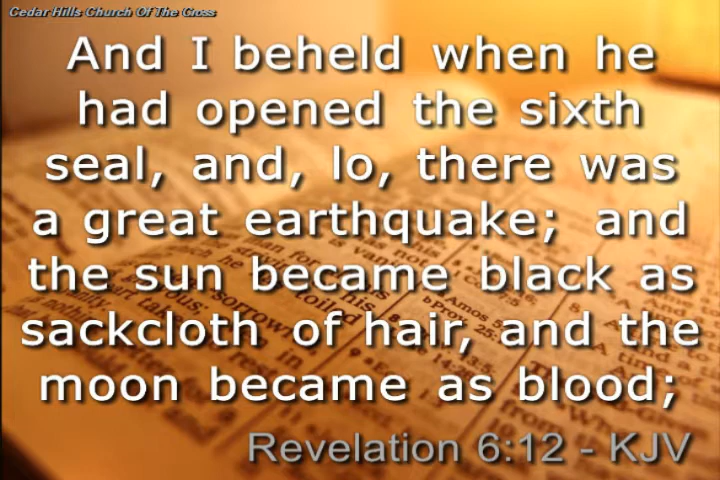 Cedar Hills Church Of The Cross
And I beheld when he
had opened the sixth
seal, and, lo, there was
a great earthquake; and
the sun became black as
sackcloth of hair, and the
moon became as blood;
Revelation 6:12 - KJV